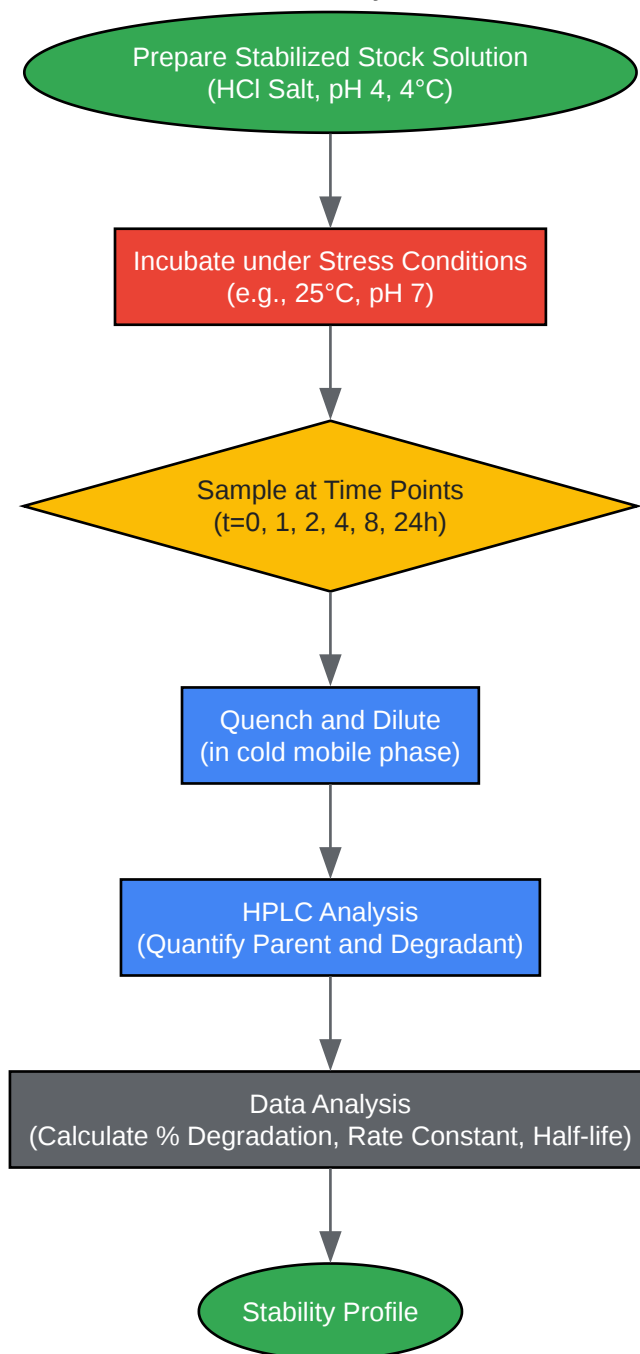 Prepare Stabilized Stock Solution
(HCl Salt, pH 4, 4°C)
Incubate under Stress Conditions
(e.g., 25°C, pH 7)
Sample at Time Points
(t=0, 1, 2, 4, 8, 24h)
Quench and Dilute
(in cold mobile phase)
HPLC Analysis
(Quantify Parent and Degradant)
Data Analysis
(Calculate % Degradation, Rate Constant, Half-life)
Stability Profile